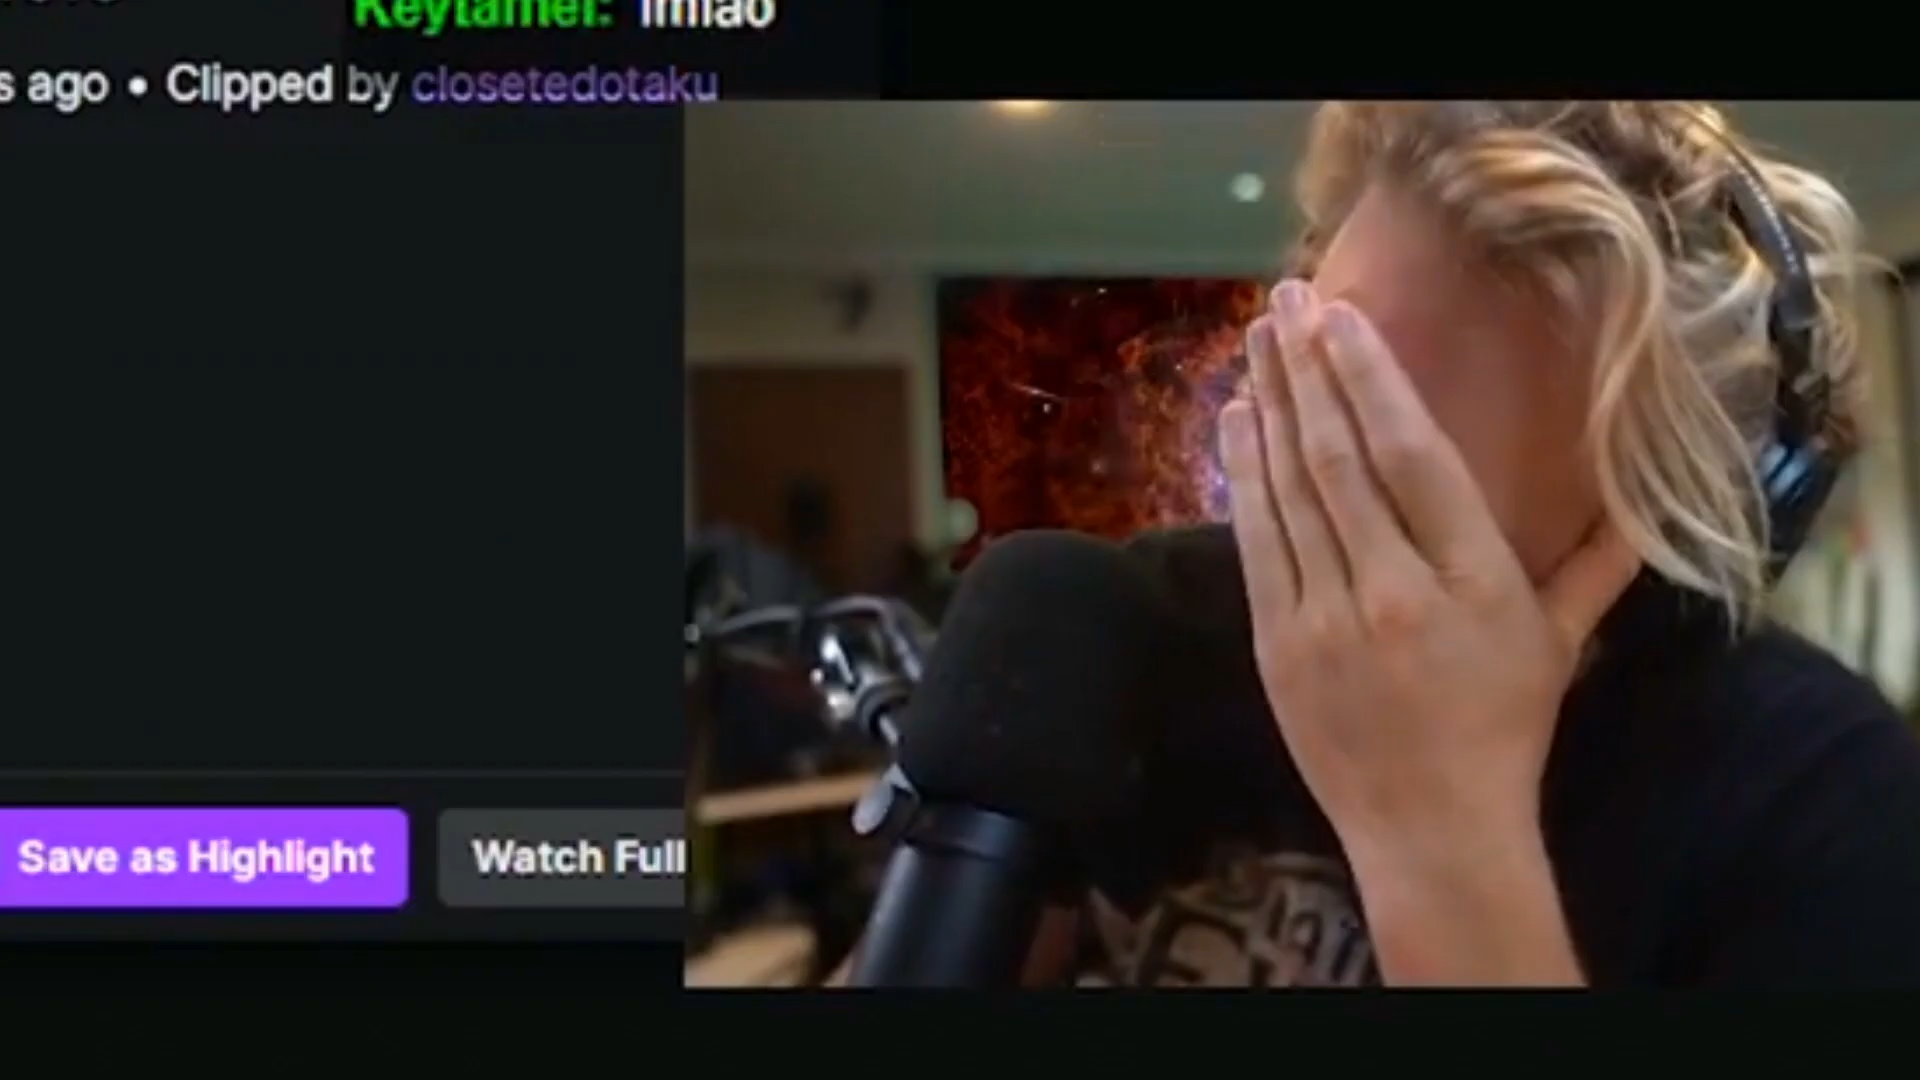 Keytamer: lmao
s ago • Clipped by closetedotaku
Save as Highlight
Watch Full